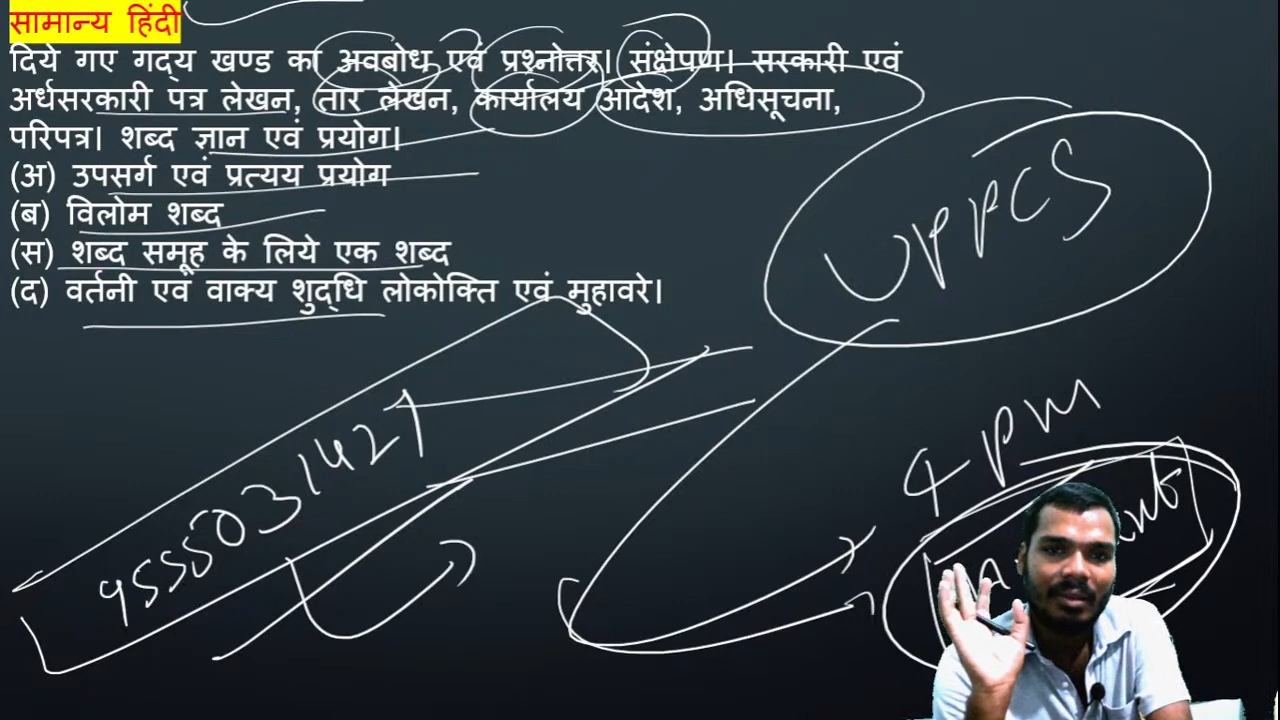 सामान्य हिंदी
दिये गए गद्य खण्ड का अवबोध एवं प्रश्नोत्तर। संक्षेपण। सरकारी एवं
अर्धसरकारी पत्र लेखन, तार लेखन, कार्यालय आदेश, अधिसूचना,
परिपत्र। शब्द ज्ञान एवं प्रयोग।
(अ) उपसर्ग एवं प्रत्यय प्रयोग
(ब) विलोम शब्द
(स) शब्द समूह के लिये एक शब्द
(द) वर्तनी एवं वाक्य शुद्धि लोकोक्ति एवं मुहावरे।
UPPCS
9555031421
4 pm